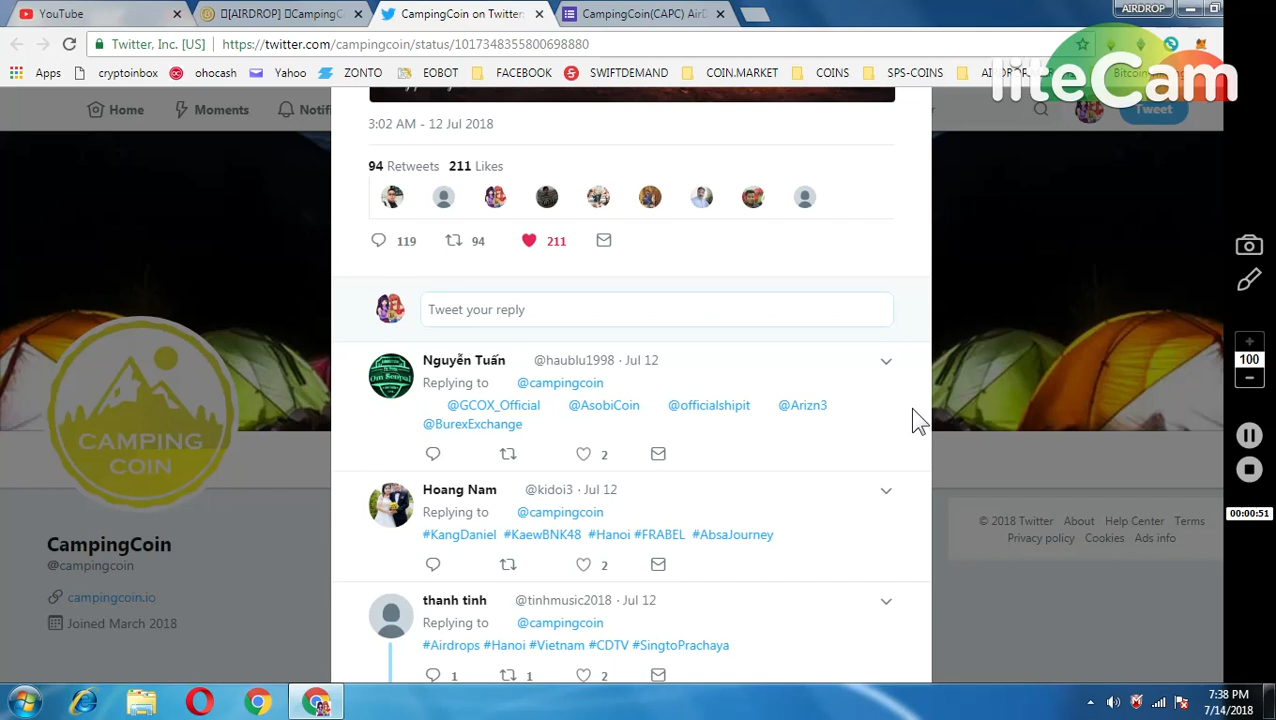 YouTube
[AIRDROP] CampingC
CampingCoin on Twitter
CampingCoin(CAPC) AirD
AIRDROP
Twitter, Inc. [US]
https://twitter.com/campingcoin/status/1017348355800698880
Apps
cryptoinbox
ohocash
Yahoo
ZONTO
EOBOT
FACEBOOK
SWIFTDEMAND
COIN.MARKET
COINS
SPS-COINS
liteCam
Home
Moments
Notifi
Tweet
3:02 AM - 12 Jul 2018
94 Retweets 211 Likes
119
94
211
Tweet your reply
Nguyễn Tuấn @haublu1998 · Jul 12
Replying to @campingcoin
@GCOX_Official @AsobiCoin @officialshipit @Arizn3
@BurexExchange
2
Hoang Nam @kidoi3 · Jul 12
Replying to @campingcoin
#KangDaniel #KaewBNK48 #Hanoi #FRABEL #AbsaJourney
2
thanh tinh @tinhmusic2018 · Jul 12
Replying to @campingcoin
#Airdrops #Hanoi #Vietnam #CDTV #SingtoPrachaya
1
1
2
CAMPING
COIN
CampingCoin
@campingcoin
campingcoin.io
Joined March 2018
© 2018 Twitter About Help Center Terms
Privacy policy Cookies Ads info
100
00:00:51
7:38 PM
7/14/2018